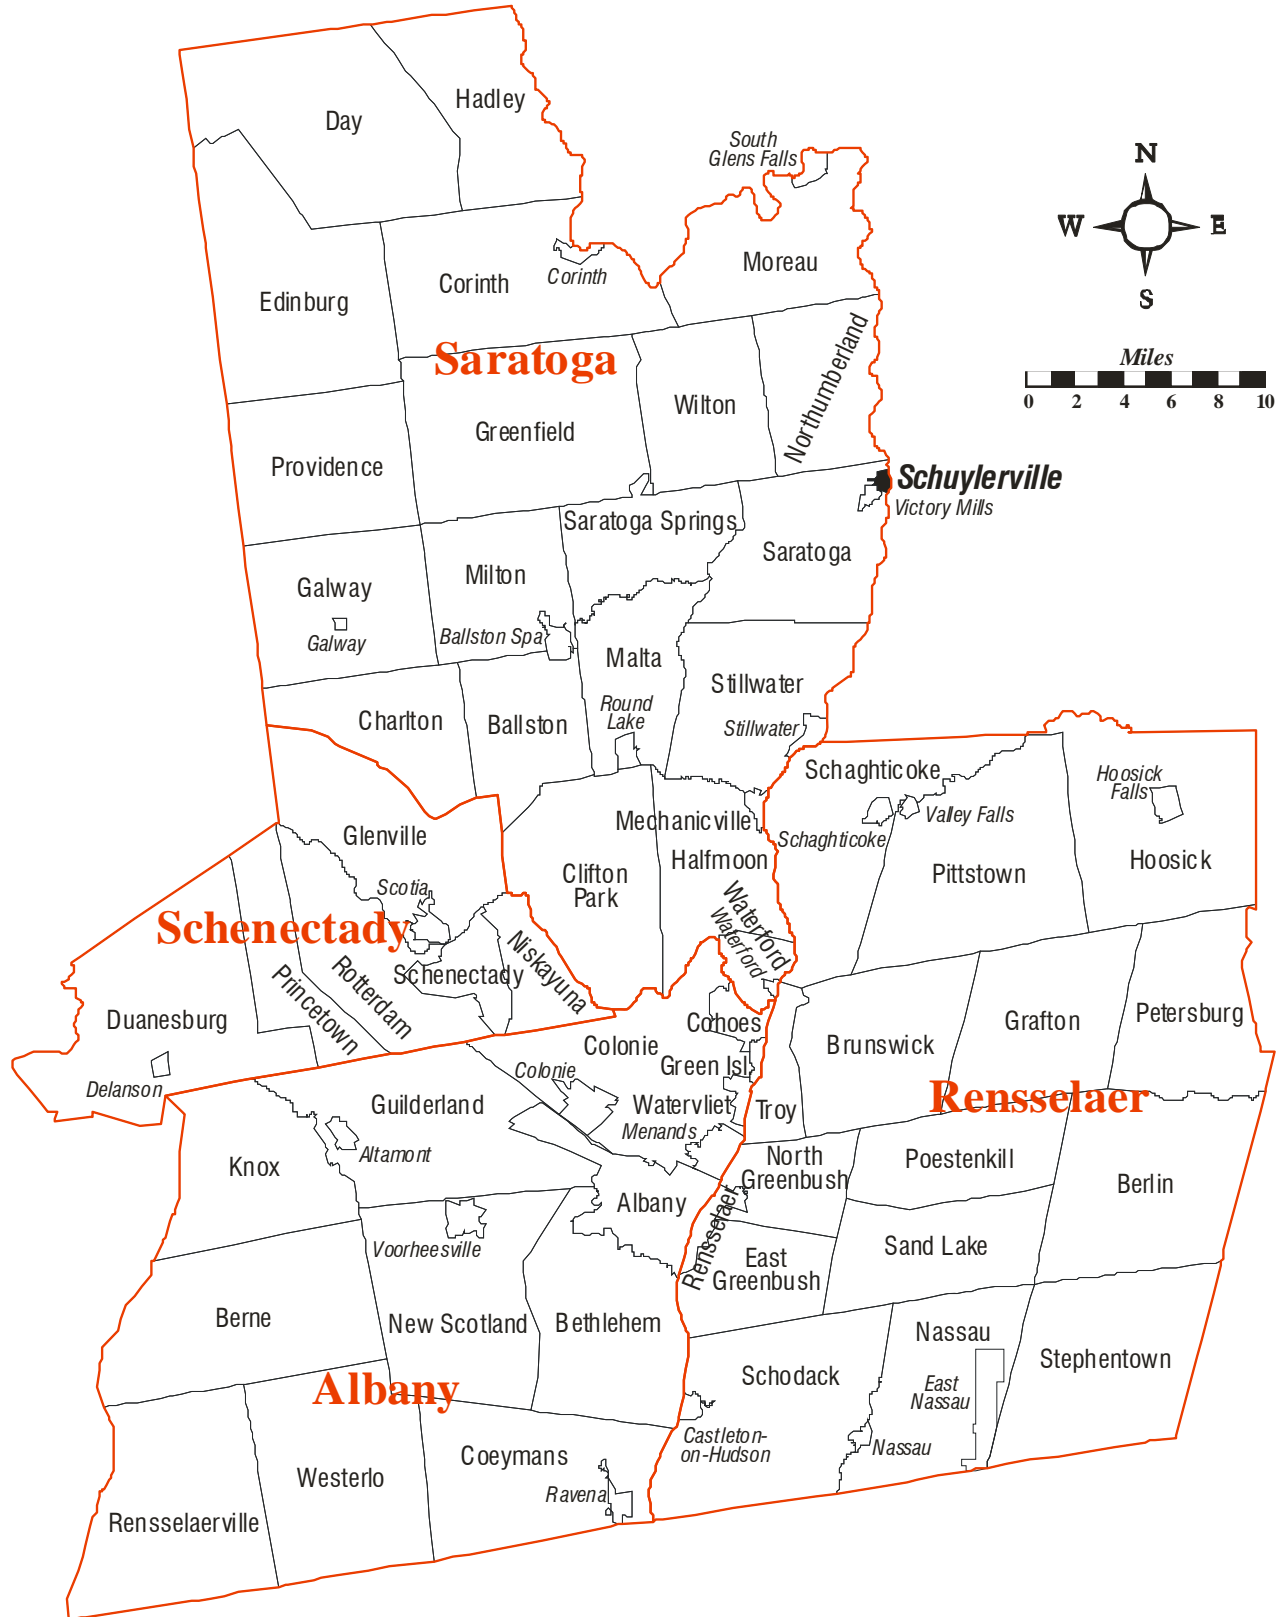 Hadley
Day
South
Glens Falls
N
W
E
S
Moreau
Corinth
Corinth
Edinburg
Saratoga
Northumberland
Miles
0 2 4 6 8 10
Wilton
Greenfield
Providence
Schuylerville
Victory Mills
Saratoga Springs
Saratoga
Milton
Galway
Galway
Ballston Spa
Malta
Stillwater
Round
Lake
Stillwater
Charlton
Ballston
Schaghticoke
Hoosick
Falls
Valley Falls
Schaghticoke
Mechanicville
Glenville
Halfmoon
Hoosick
Clifton
Park
Pittstown
Scotia
Schenectady
Waterford
Waterford
Niskayuna
Schenectady
Rotterdam
Princetown
Duanesburg
Delanson
Cohoes
Colonie
Green Isl.
Colonie
Brunswick
Grafton
Petersburg
Rensselaer
Guilderland
Watervliet
Menands
Troy
Altamont
Knox
North
Greenbush
Poestenkill
Berlin
Albany
Rensselaer
Voorheesville
East
Greenbush
Sand Lake
Berne
New Scotland
Bethlehem
Nassau
Stephentown
Schodack
Albany
East
Nassau
Castleton-
on-Hudson
Nassau
Coeymans
Westerlo
Ravena
Rensselaerville